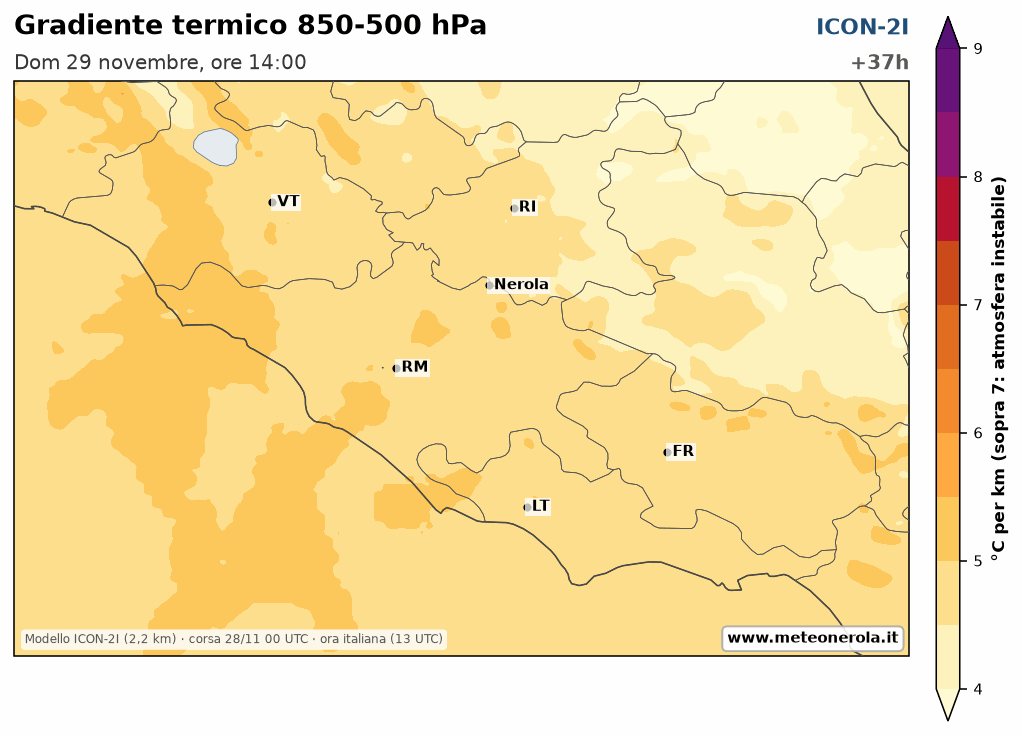 Gradiente termico 850-500 hPa
ICON-2I
Dom 29 novembre, ore 14:00
+37h
VT
RI
Nerola
RM
FR
LT
Modello ICON-2I (2,2 km) · corsa 28/11 00 UTC · ora italiana (13 UTC)
www.meteonerola.it
9
8
7
6
5
4
°C per km (sopra 7: atmosfera instabile)